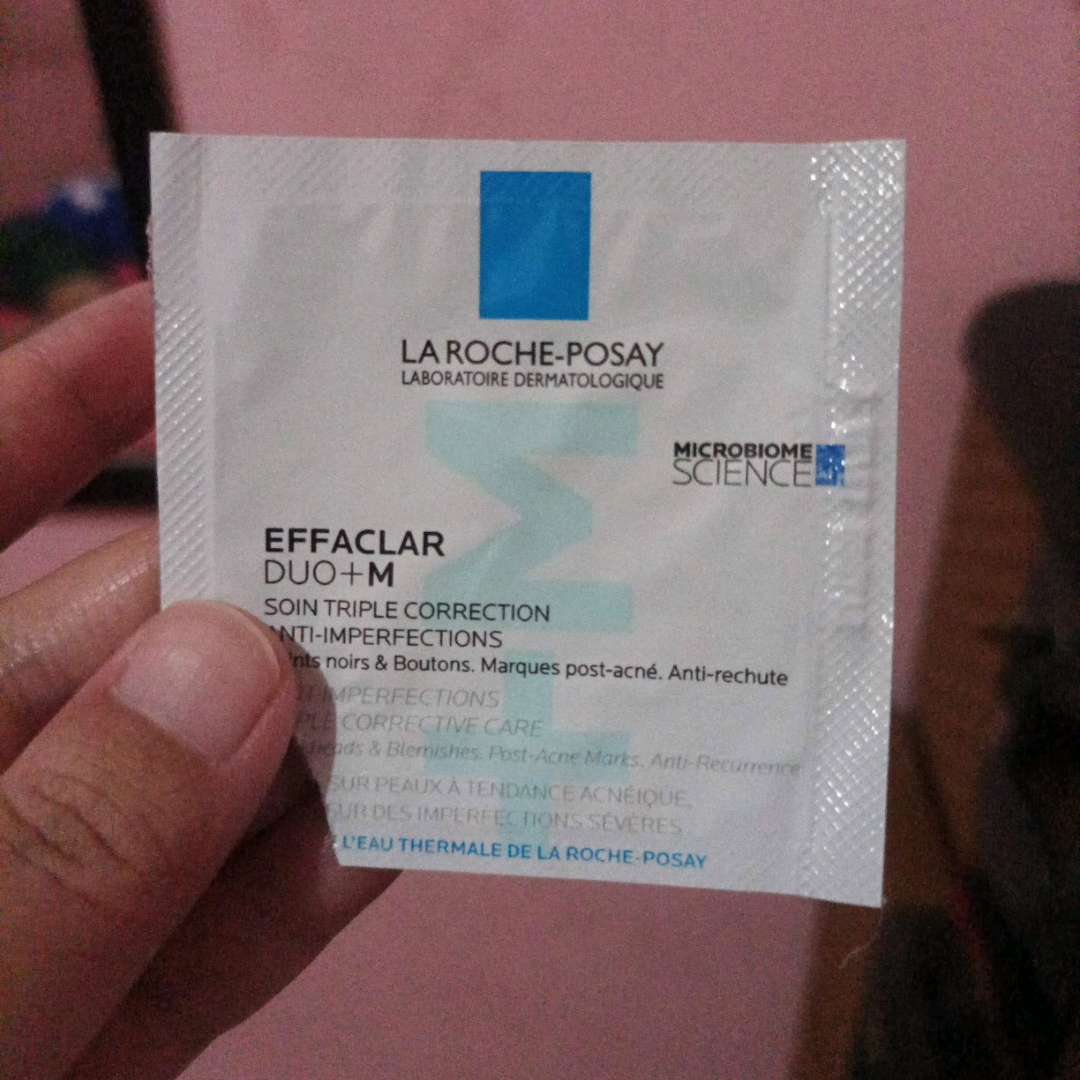 LA ROCHE-POSAY
LABORATOIRE DERMATOLOGIQUE
MICROBIOME
SCIENCE
EFFACLAR
DUO+M
SOIN TRIPLE CORRECTION
ANTI-IMPERFECTIONS
noirs & Boutons. Marques post-acné. Anti-rechute
IMPERFECTIONS
CORRECTIVE CARE
& Blemishes. Post-Acne Marks. Anti-Recurrence
SUR PEAUX À TENDANCE ACNÉIQUE,
DES IMPERFECTIONS SÉVÈRES
L'EAU THERMALE DE LA ROCHE-POSAY
+M